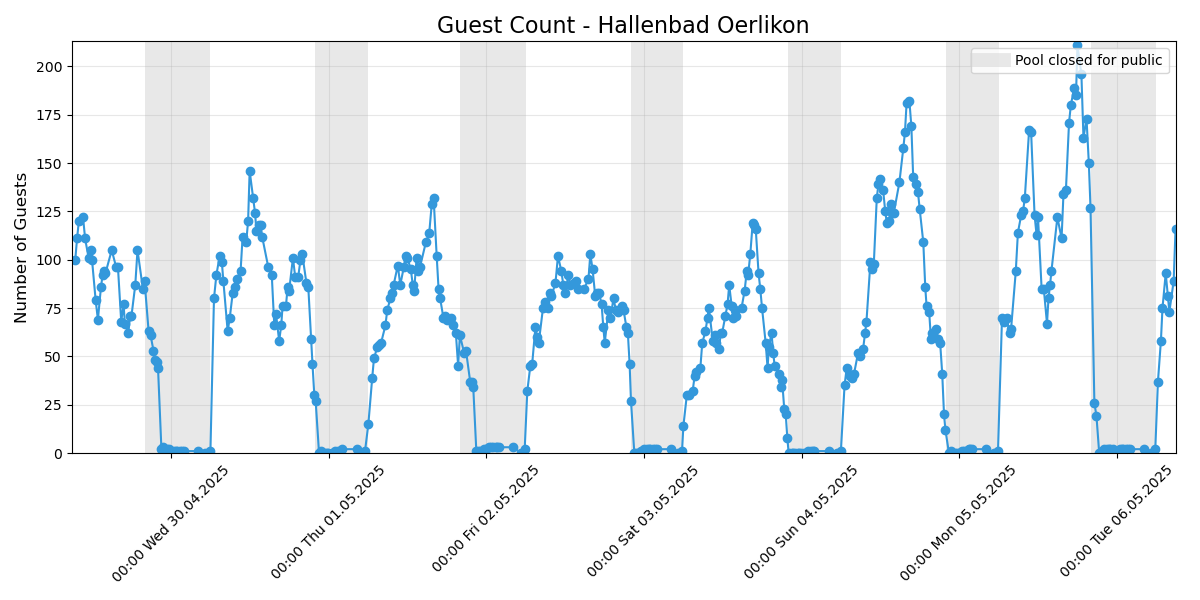 Guest Count - Hallenbad Oerlikon
Pool closed for public
Number of Guests
200
175
150
125
100
75
50
25
0
00:00 Wed 30.04.2025
00:00 Thu 01.05.2025
00:00 Fri 02.05.2025
00:00 Sat 03.05.2025
00:00 Sun 04.05.2025
00:00 Mon 05.05.2025
00:00 Tue 06.05.2025